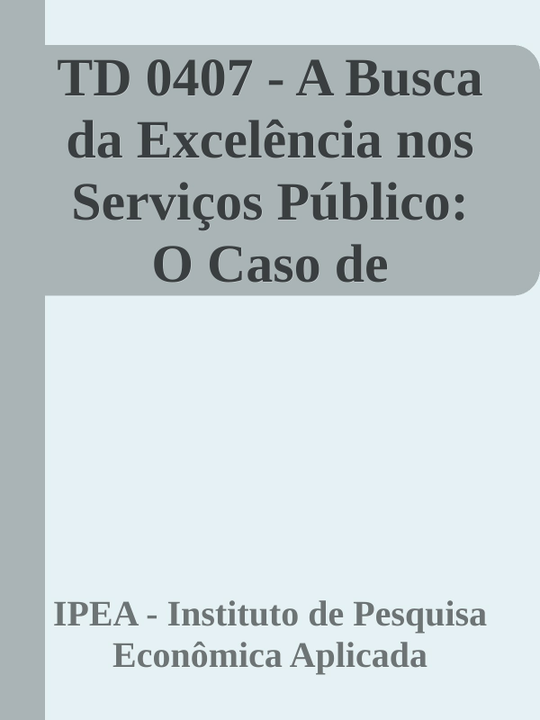 TD 0407 - A Busca
da Excelência nos
Serviços Público:
O Caso de
IPEA - Instituto de Pesquisa
Econômica Aplicada